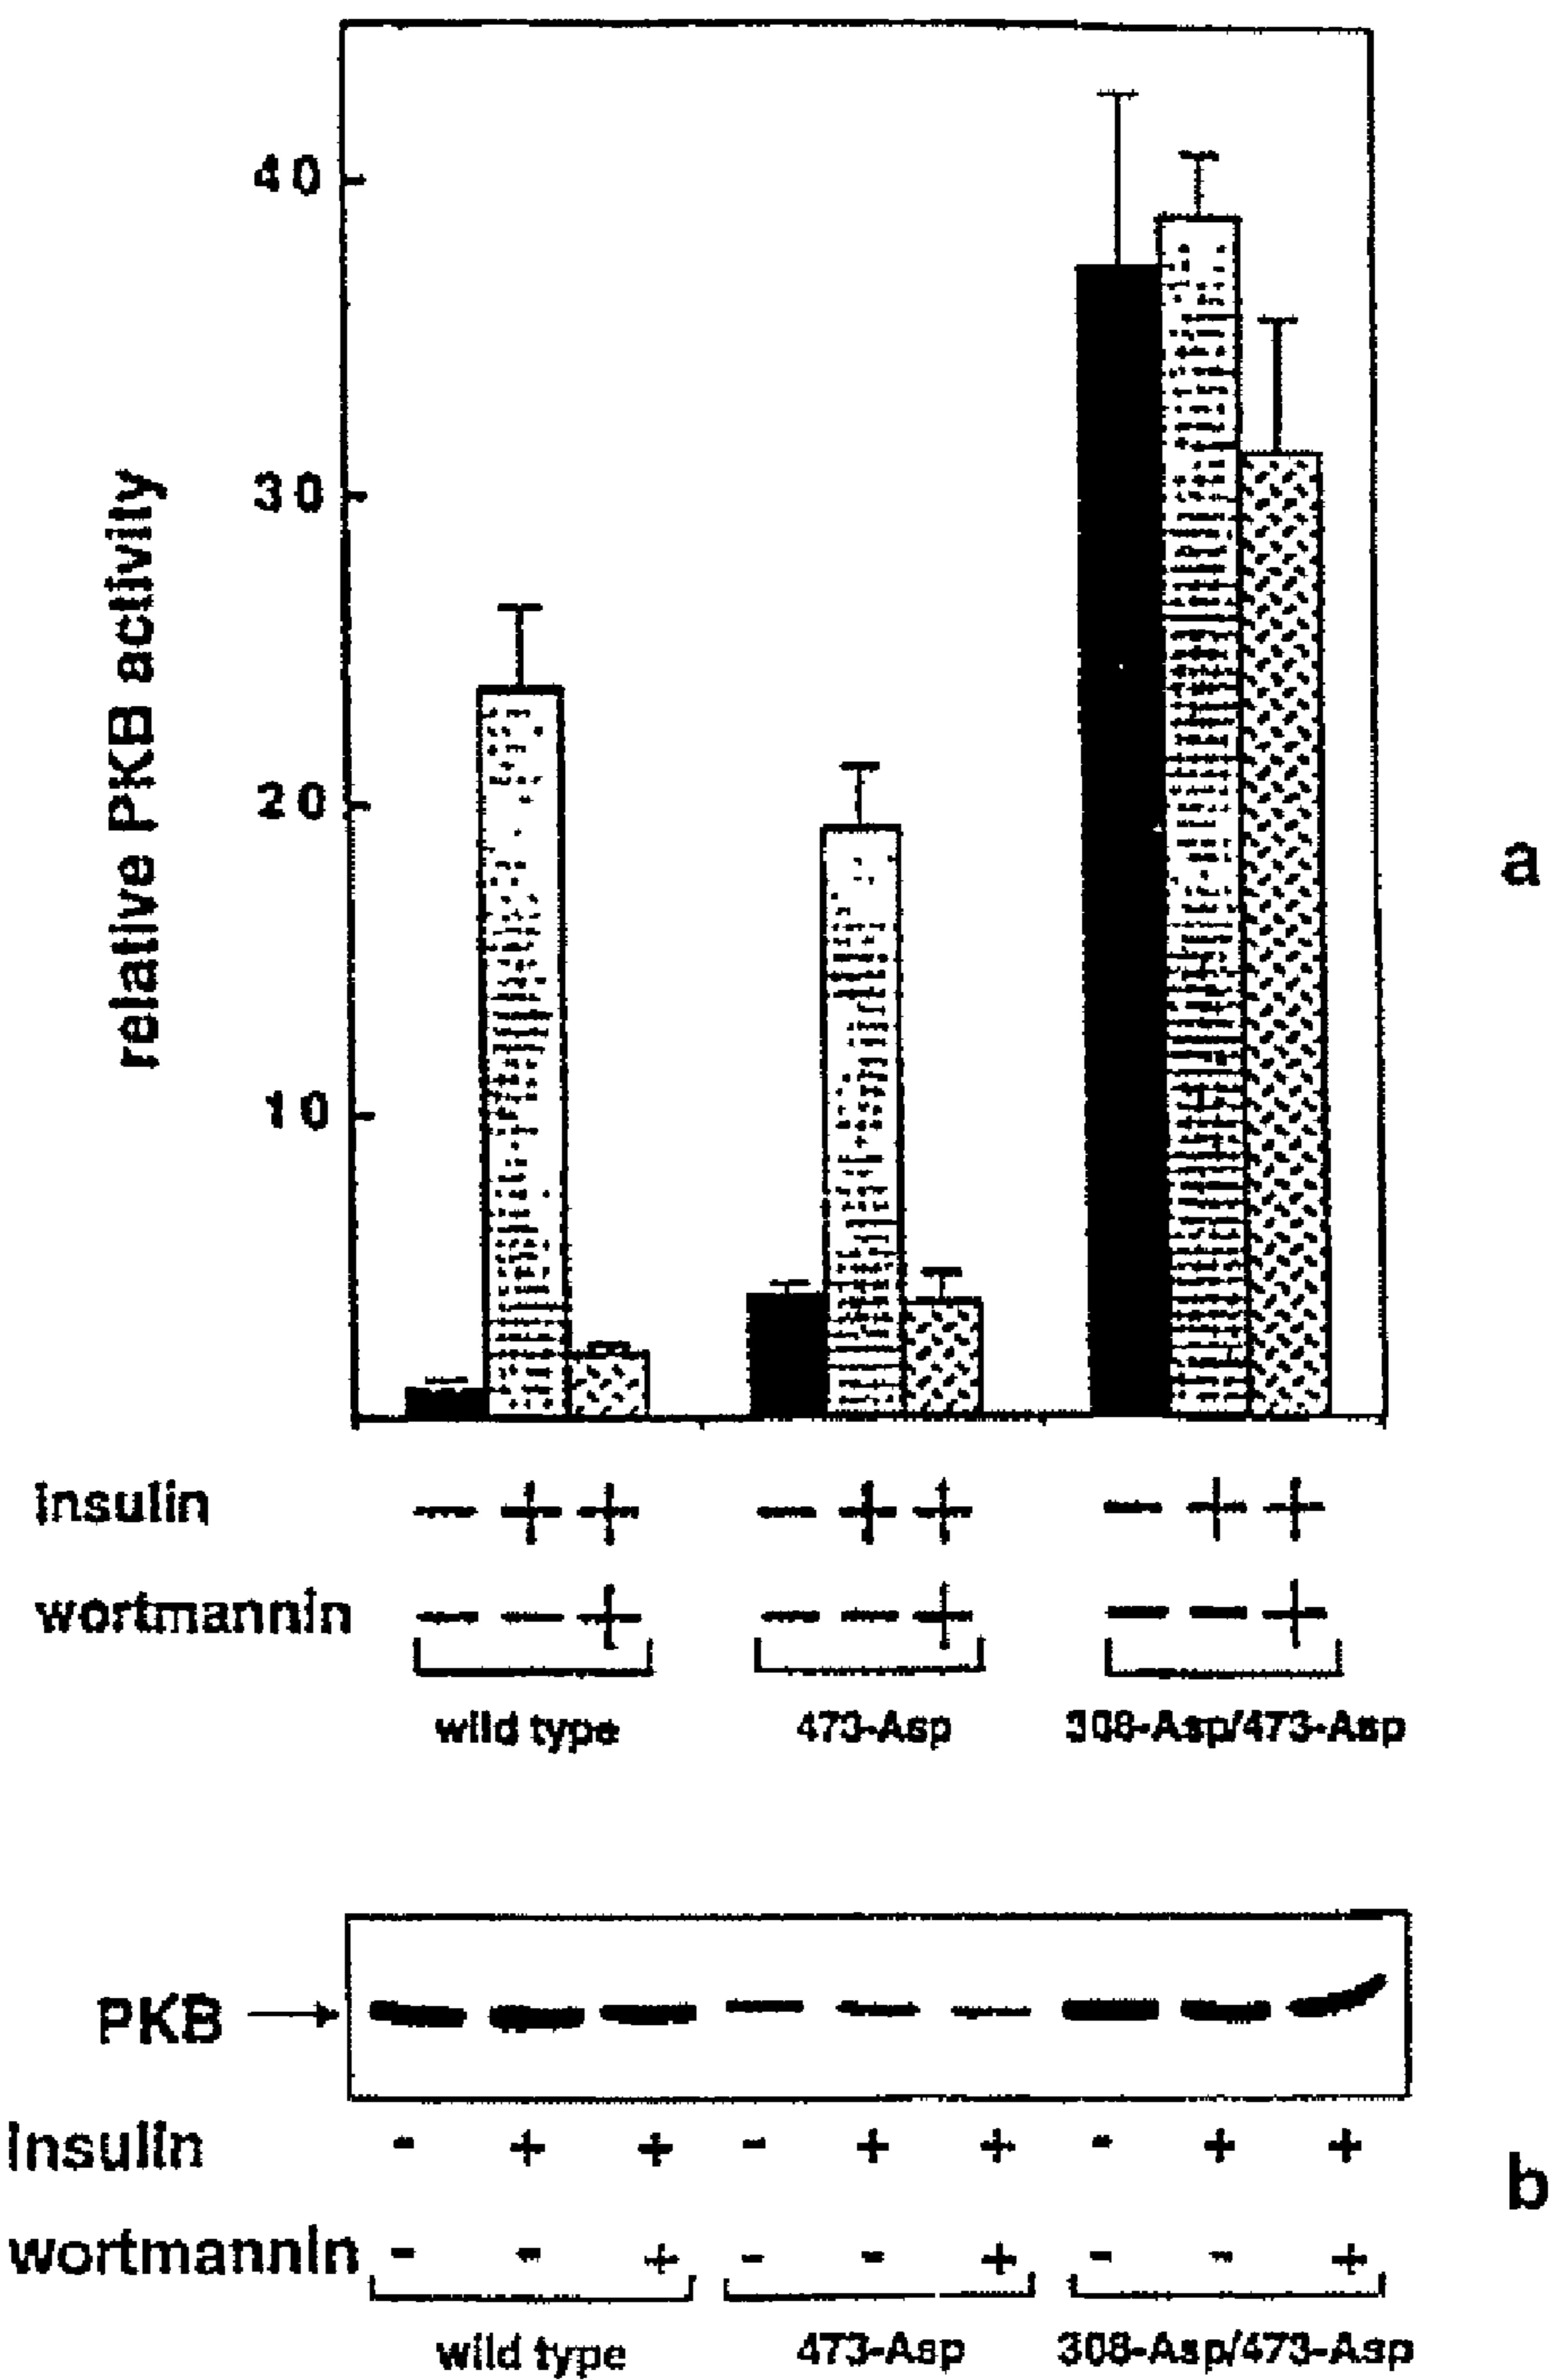 40
30
20
10
relative PKB activity
a
insulin - + + - + + - + +
wortmannin - - + - - + - - +
wild type 473-Asp 308-Asp/473-Asp
PKB
insulin - + + - + + - + +
b
wortmannin - - + - - + - - +
wild type 473-Asp 308-Asp/473-Asp